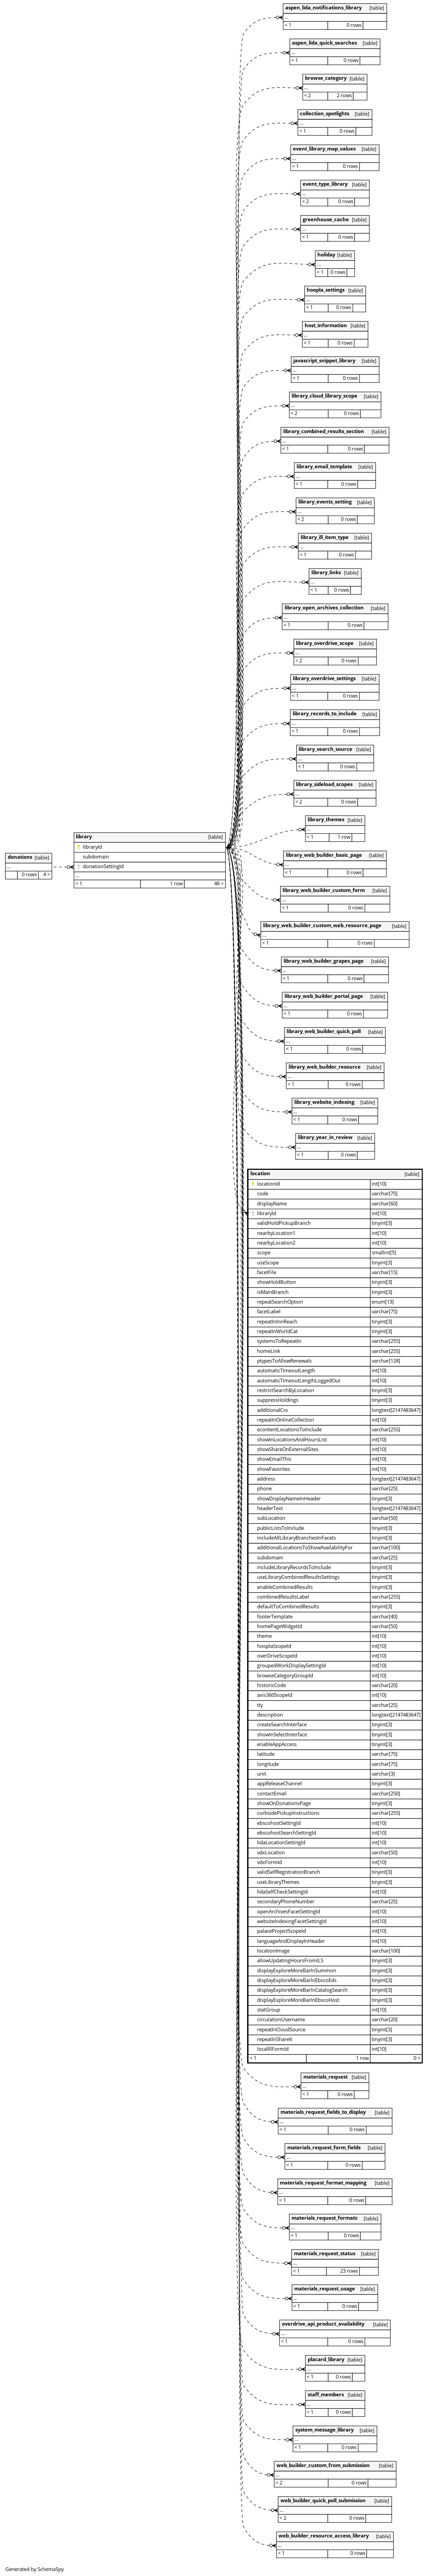 aspen_lida_notifications_library [table]
...
< 1 0 rows
aspen_lida_quick_searches [table]
...
< 1 0 rows
browse_category [table]
...
< 2 2 rows
collection_spotlights [table]
...
< 1 0 rows
event_library_map_values [table]
...
< 1 0 rows
event_type_library [table]
...
< 2 0 rows
greenhouse_cache [table]
...
< 1 0 rows
holiday [table]
...
< 1 0 rows
hoopla_settings [table]
...
< 1 0 rows
host_information [table]
...
< 1 0 rows
javascript_snippet_library [table]
...
< 1 0 rows
library_cloud_library_scope [table]
...
< 2 0 rows
library_combined_results_section [table]
...
< 1 0 rows
library_email_template [table]
...
< 1 0 rows
library_events_setting [table]
...
< 2 0 rows
library_ill_item_type [table]
...
< 1 0 rows
library_links [table]
...
< 1 0 rows
library_open_archives_collection [table]
...
< 1 0 rows
library_overdrive_scope [table]
...
< 2 0 rows
library_overdrive_settings [table]
...
< 1 0 rows
library_records_to_include [table]
...
< 1 0 rows
library_search_source [table]
...
< 1 0 rows
library_sideload_scopes [table]
...
< 2 0 rows
library_themes [table]
...
< 1 1 row
donations [table]
...
0 rows 4 >
library [table]
libraryId
subdomain
donationSettingId
...
< 1 1 row 48 >
library_web_builder_basic_page [table]
...
< 1 0 rows
library_web_builder_custom_form [table]
...
< 1 0 rows
library_web_builder_custom_web_resource_page [table]
...
< 1 0 rows
library_web_builder_grapes_page [table]
...
< 1 0 rows
library_web_builder_portal_page [table]
...
< 1 0 rows
library_web_builder_quick_poll [table]
...
< 1 0 rows
library_web_builder_resource [table]
...
< 1 0 rows
library_website_indexing [table]
...
< 1 0 rows
library_year_in_review [table]
...
< 1 0 rows
location [table]
locationId int[10]
code varchar[75]
displayName varchar[60]
libraryId int[10]
validHoldPickupBranch tinyint[3]
nearbyLocation1 int[10]
nearbyLocation2 int[10]
scope smallint[5]
useScope tinyint[3]
facetFile varchar[15]
showHoldButton tinyint[3]
isMainBranch tinyint[3]
repeatSearchOption enum[13]
facetLabel varchar[75]
repeatInInnReach tinyint[3]
repeatInWorldCat tinyint[3]
systemsToRepeatIn varchar[255]
homeLink varchar[255]
ptypesToAllowRenewals varchar[128]
automaticTimeoutLength int[10]
automaticTimeoutLengthLoggedOut int[10]
restrictSearchByLocation tinyint[3]
suppressHoldings tinyint[3]
additionalCss longtext[2147483647]
repeatInOnlineCollection int[10]
econtentLocationsToInclude varchar[255]
showInLocationsAndHoursList int[10]
showShareOnExternalSites int[10]
showEmailThis int[10]
showFavorites int[10]
address longtext[2147483647]
phone varchar[25]
showDisplayNameInHeader tinyint[3]
headerText longtext[2147483647]
subLocation varchar[50]
publicListsToInclude tinyint[3]
includeAllLibraryBranchesInFacets tinyint[3]
additionalLocationsToShowAvailabilityFor varchar[100]
subdomain varchar[25]
includeLibraryRecordsToInclude tinyint[3]
useLibraryCombinedResultsSettings tinyint[3]
enableCombinedResults tinyint[3]
combinedResultsLabel varchar[255]
defaultToCombinedResults tinyint[3]
footerTemplate varchar[40]
homePageWidgetId varchar[50]
theme int[10]
hooplaScopeId int[10]
overDriveScopeId int[10]
groupedWorkDisplaySettingId int[10]
browseCategoryGroupId int[10]
historicCode varchar[20]
axis360ScopeId int[10]
tty varchar[25]
description longtext[2147483647]
createSearchInterface tinyint[3]
showInSelectInterface tinyint[3]
enableAppAccess tinyint[3]
latitude varchar[75]
longitude varchar[75]
unit varchar[3]
appReleaseChannel tinyint[3]
contactEmail varchar[250]
showOnDonationsPage tinyint[3]
curbsidePickupInstructions varchar[255]
ebscohostSettingId int[10]
ebscohostSearchSettingId int[10]
lidaLocationSettingId int[10]
vdxLocation varchar[50]
vdxFormId int[10]
validSelfRegistrationBranch tinyint[3]
useLibraryThemes tinyint[3]
lidaSelfCheckSettingId int[10]
secondaryPhoneNumber varchar[25]
openArchivesFacetSettingId int[10]
websiteIndexingFacetSettingId int[10]
palaceProjectScopeId int[10]
languageAndDisplayInHeader int[10]
locationImage varchar[100]
allowUpdatingHoursFromILS tinyint[3]
displayExploreMoreBarInSummon tinyint[3]
displayExploreMoreBarInEbscoEds tinyint[3]
displayExploreMoreBarInCatalogSearch tinyint[3]
displayExploreMoreBarInEbscoHost tinyint[3]
statGroup int[10]
circulationUsername varchar[20]
repeatInCloudSource tinyint[3]
repeatInShareIt tinyint[3]
localIllFormId int[10]
< 1 1 row 0 >
materials_request [table]
...
< 1 0 rows
materials_request_fields_to_display [table]
...
< 1 0 rows
materials_request_form_fields [table]
...
< 1 0 rows
materials_request_format_mapping [table]
...
< 1 0 rows
materials_request_formats [table]
...
< 1 0 rows
materials_request_status [table]
...
< 1 23 rows
materials_request_usage [table]
...
< 1 0 rows
overdrive_api_product_availability [table]
...
< 1 0 rows
placard_library [table]
...
< 1 0 rows
staff_members [table]
...
< 1 0 rows
system_message_library [table]
...
< 1 0 rows
web_builder_custom_from_submission [table]
...
< 2 0 rows
web_builder_quick_poll_submission [table]
...
< 2 0 rows
web_builder_resource_access_library [table]
...
< 1 0 rows
Generated by SchemaSpy